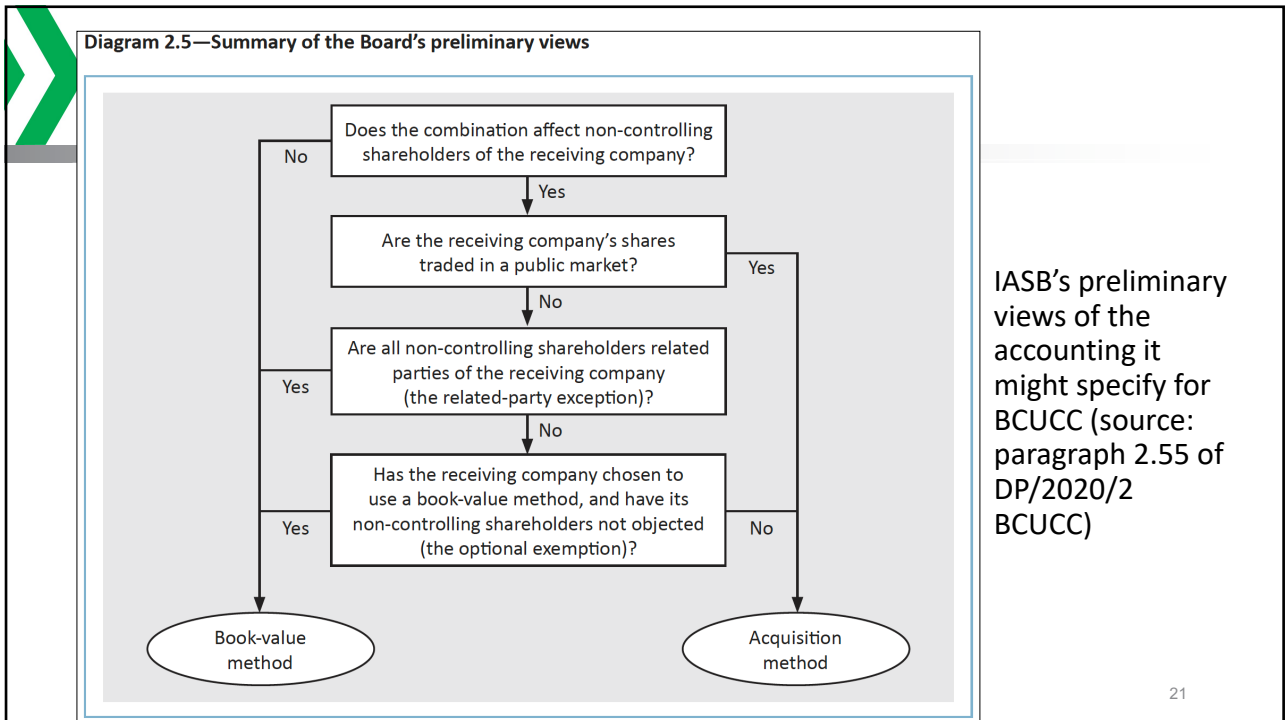 Diagram 2.5—Summary of the Board's preliminary views
Does the combination affect non-controlling
shareholders of the receiving company?
No
Yes
Are the receiving company's shares
traded in a public market?
Yes
No
Are all non-controlling shareholders related
parties of the receiving company
(the related-party exception)?
Yes
No
Has the receiving company chosen to
use a book-value method, and have its
non-controlling shareholders not objected
(the optional exemption)?
Yes
No
Book-value
method
Acquisition
method
IASB's preliminary
views of the
accounting it
might specify for
BCUCC (source:
paragraph 2.55 of
DP/2020/2
BCUCC)
21